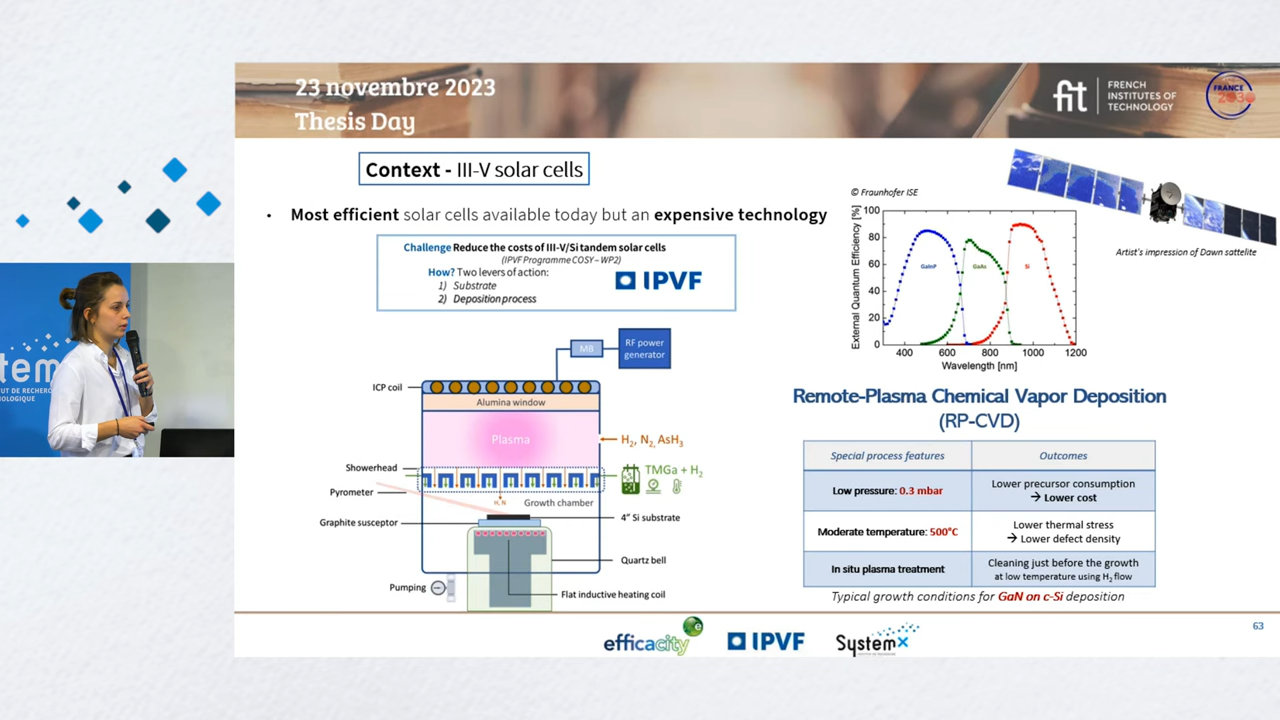 23 novembre 2023
Thesis Day
fit
FRENCH
INSTITUTES OF
TECHNOLOGY
FRANCE
2030
Context - III-V solar cells
• Most efficient solar cells available today but an expensive technology
Challenge Reduce the costs of III-V/Si tandem solar cells
(IPVF Programme COSY – WP2)
How? Two levels of action:
1) Substrate
2) Deposition process
IPVF
© Fraunhofer ISE
External Quantum Efficiency [%]
100
80
60
40
20
0
GaInP
GaAs
Si
400
600
800
1000
1200
Wavelength [nm]
Artist's impression of Dawn sattelite
MB
RF power
generator
ICP coil
Alumina window
Plasma
H2, N2, AsH3
Showerhead
TMGa + H2
Pyrometer
H, N
Growth chamber
Graphite susceptor
4" Si substrate
Quartz bell
Pumping
Flat inductive heating coil
Remote-Plasma Chemical Vapor Deposition
(RP-CVD)
Special process features
Outcomes
Low pressure: 0.3 mbar
Lower precursor consumption
→ Lower cost
Moderate temperature: 500°C
Lower thermal stress
→ Lower defect density
In situ plasma treatment
Cleaning just before the growth
at low temperature using H2 flow
Typical growth conditions for GaN on c-Si deposition
tem
UT DE RECHER
NOLOGIQUE
efficacity
e
IPVF
SystemX
63